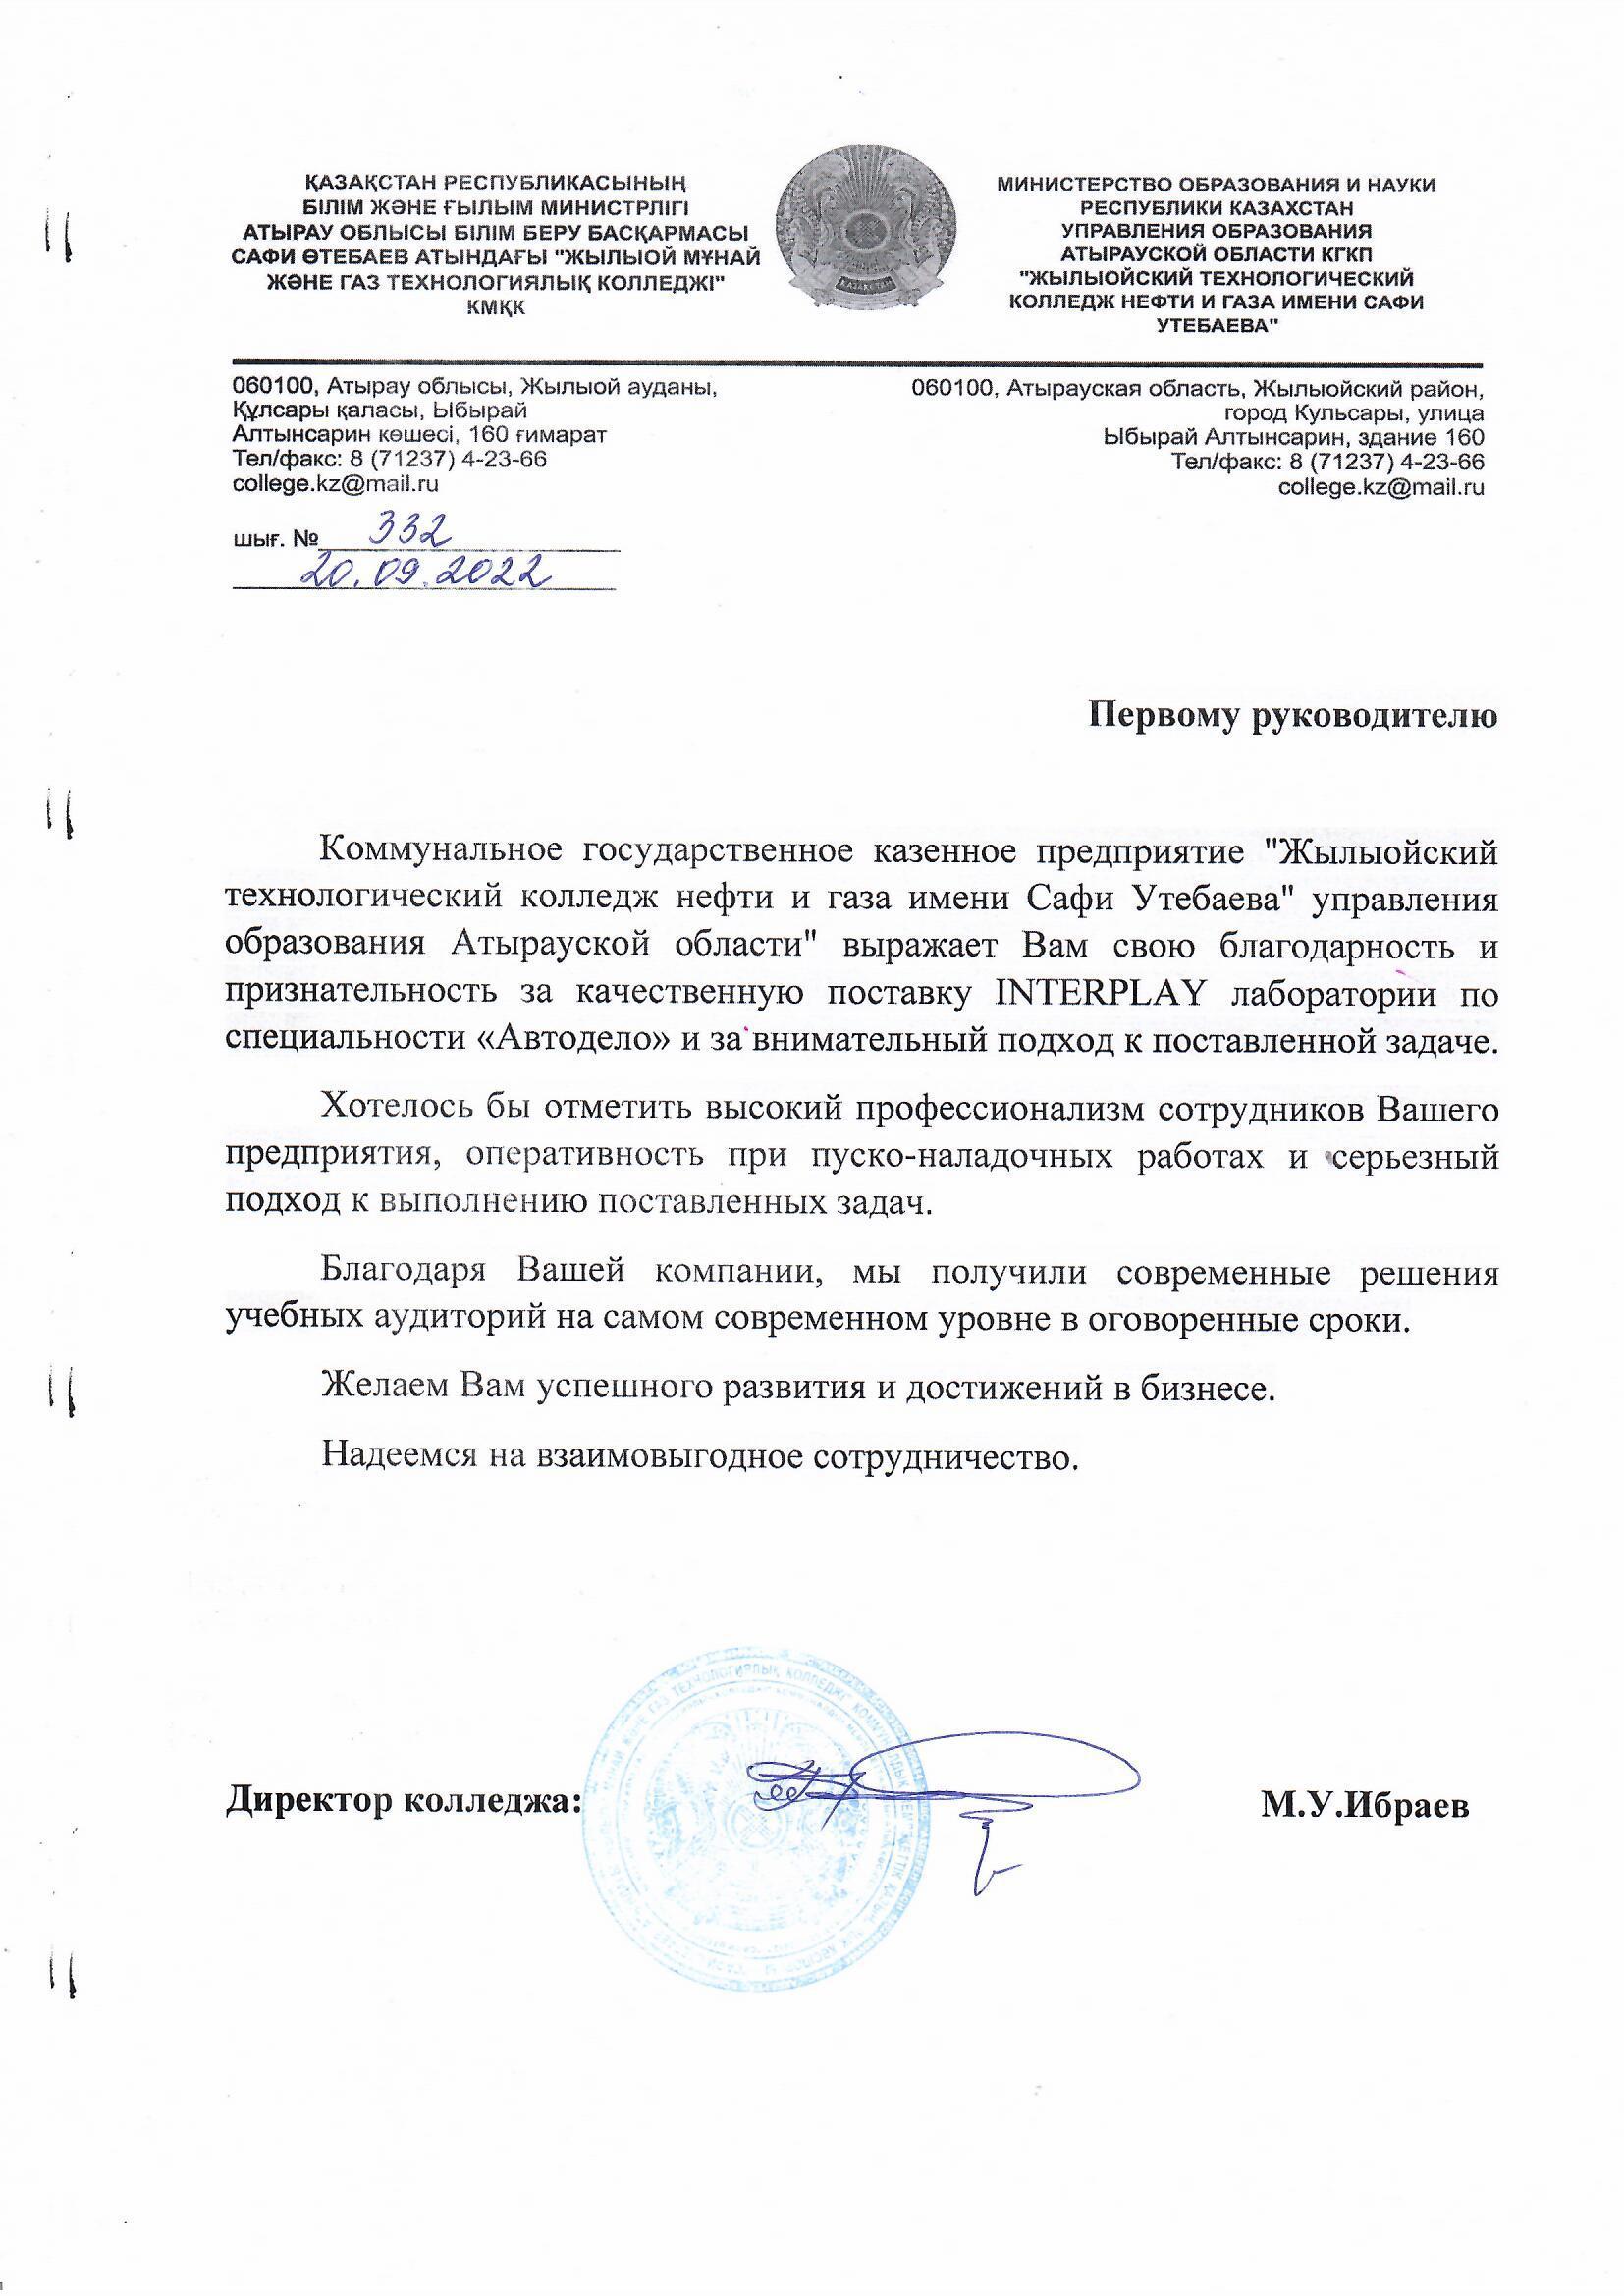 ҚАЗАҚСТАН РЕСПУБЛИКАСЫНЫҢ
БІЛІМ ЖӘНЕ ҒЫЛЫМ МИНИСТРЛІГІ
АТЫРАУ ОБЛЫСЫ БІЛІМ БЕРУ БАСҚАРМАСЫ
САФИ ӨТЕБАЕВ АТЫНДАҒЫ "ЖЫЛЫОЙ МҰНАЙ
ЖӘНЕ ГАЗ ТЕХНОЛОГИЯЛЫҚ КОЛЛЕДЖІ"
КМҚК
ҚАЗАҚСТАН
МИНИСТЕРСТВО ОБРАЗОВАНИЯ И НАУКИ
РЕСПУБЛИКИ КАЗАХСТАН
УПРАВЛЕНИЯ ОБРАЗОВАНИЯ
АТЫРАУСКОЙ ОБЛАСТИ КГКП
"ЖЫЛЫОЙСКИЙ ТЕХНОЛОГИЧЕСКИЙ
КОЛЛЕДЖ НЕФТИ И ГАЗА ИМЕНИ САФИ
УТЕБАЕВА"
060100, Атырау облысы, Жылыой ауданы,
Құлсары қаласы, Ыбырай
Алтынсарин көшесі, 160 ғимарат
Тел/факс: 8 (71237) 4-23-66
college.kz@mail.ru
060100, Атырауская область, Жылыойский район,
город Кульсары, улица
Ыбырай Алтынсарин, здание 160
Тел/факс: 8 (71237) 4-23-66
college.kz@mail.ru
шығ. № 332
20.09.2022
Первому руководителю
Коммунальное государственное казенное предприятие "Жылыойский
технологический колледж нефти и газа имени Сафи Утебаева" управления
образования Атырауской области" выражает Вам свою благодарность и
признательность за качественную поставку INTERPLAY лаборатории по
специальности «Автодело» и за внимательный подход к поставленной задаче.
Хотелось бы отметить высокий профессионализм сотрудников Вашего
предприятия, оперативность при пуско-наладочных работах и серьезный
подход к выполнению поставленных задач.
Благодаря Вашей компании, мы получили современные решения
учебных аудиторий на самом современном уровне в оговоренные сроки.
Желаем Вам успешного развития и достижений в бизнесе.
Надеемся на взаимовыгодное сотрудничество.
Директор колледжа:
ГАЗ ТЕХНОЛОГИЯЛЫҚ КОЛЛЕДЖІ
М.У.Ибраев